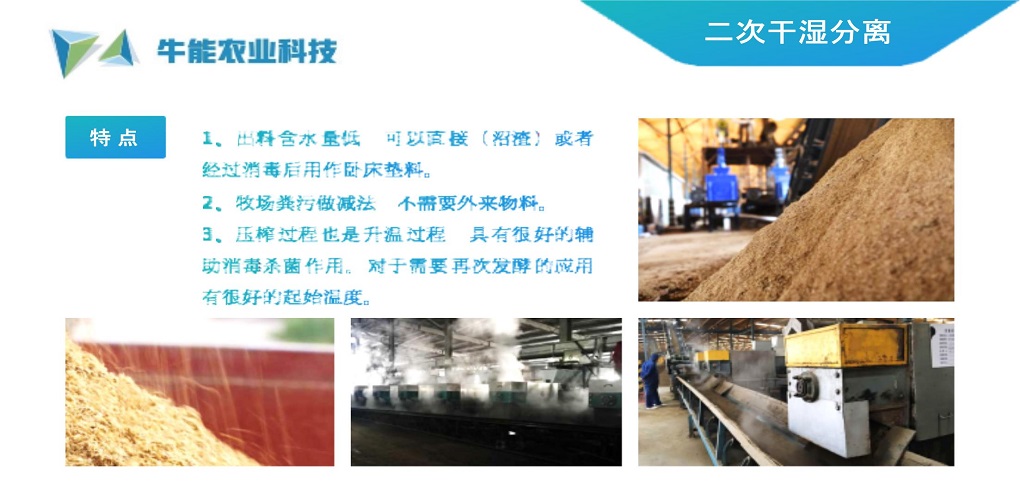 牛能农业科技
二次干湿分离
特点
1、出料含水量低 可以直接（沼渣）或者
经过消毒后用作卧床垫料。
2、牧场粪污做减法 不需要外来物料。
3、压榨过程也是升温过程 具有很好的辅
助消毒杀菌作用。对于需要再次发酵的应用
有很好的起始温度。